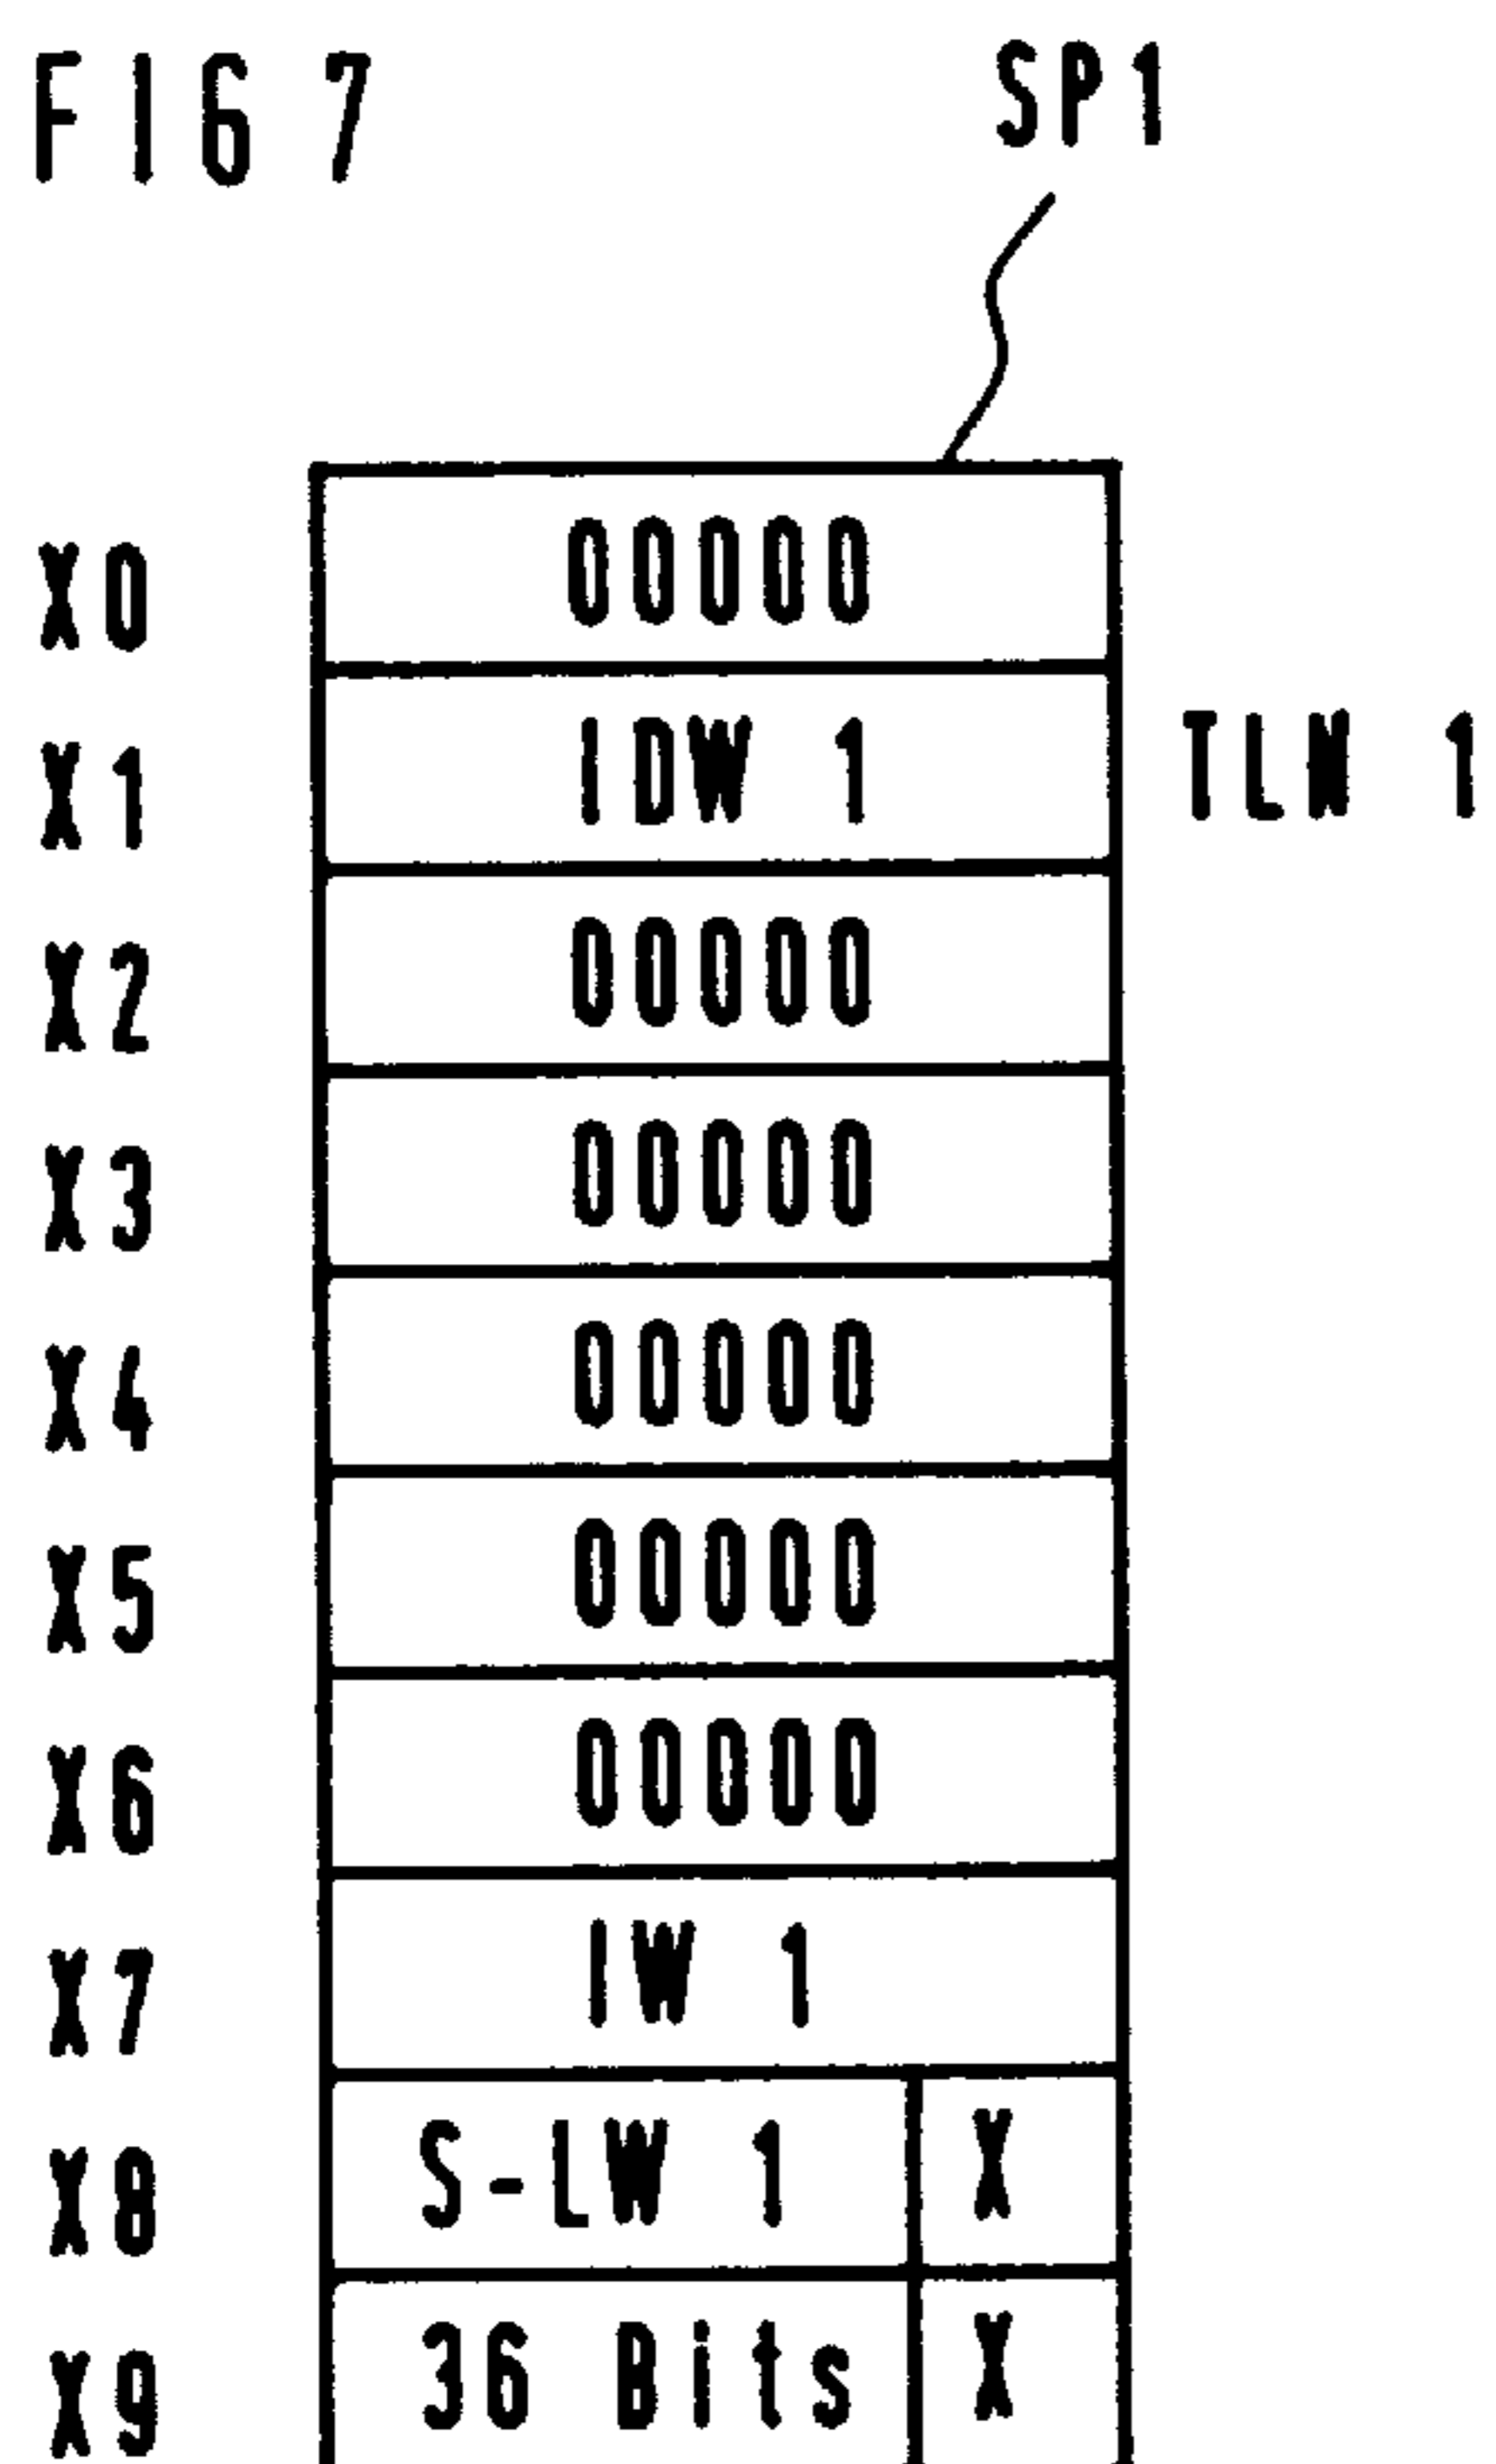 FIG 7 SP1
X0 00000
X1 IDW 1 TLW 1
X2 00000
X3 00000
X4 00000
X5 00000
X6 00000
X7 IW 1
X8 S-LW 1 X
X9 36 Bits X